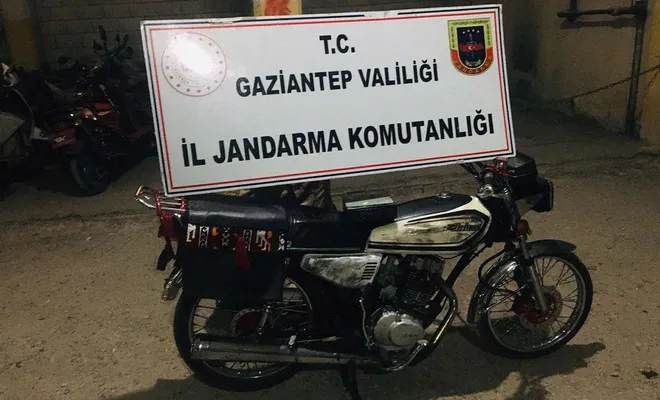 T.C.
GAZİANTEP VALİLİĞİ
İL JANDARMA KOMUTANLIĞI